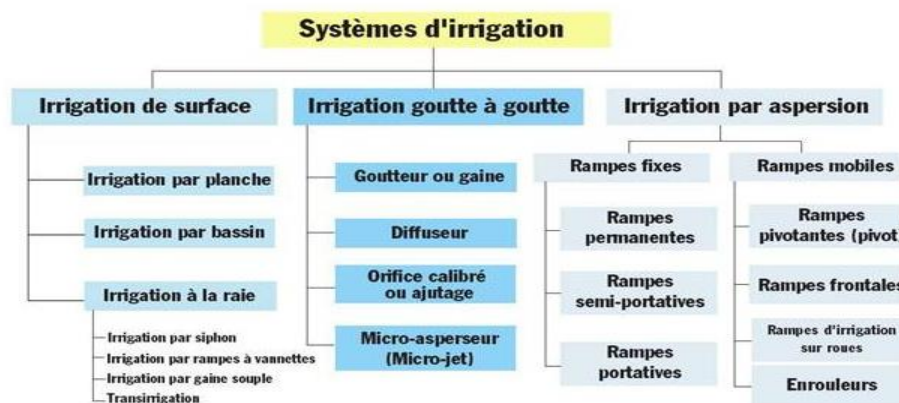 Systèmes d'irrigation
Irrigation de surface
Irrigation par planche
Irrigation par bassin
Irrigation à la raie
Irrigation par siphon
Irrigation par rampes à vannettes
Irrigation par gaine souple
Transirrigation
Irrigation goutte à goutte
Goutteur ou gaine
Diffuseur
Orifice calibré
ou ajutage
Micro-asperseur
(Micro-jet)
Irrigation par aspersion
Rampes fixes
Rampes
permanentes
Rampes
semi-portatives
Rampes
portatives
Rampes mobiles
Rampes
pivotantes (pivot)
Rampes frontales
Rampes d'irrigation
sur roues
Enrouleurs